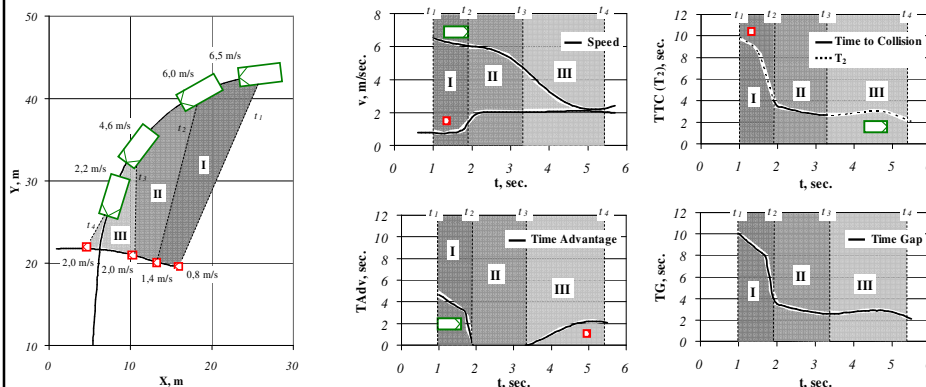 50
40
30
20
10
0
10
20
30
Y, m
X, m
6,5 m/s
6,0 m/s
4,6 m/s
2,2 m/s
2,0 m/s
2,0 m/s
1,4 m/s
0,8 m/s
t1
t2
t3
t4
I
II
III
t1
t2
t3
t4
8
6
4
2
0
v, m/sec.
Speed
I
II
III
0 1 2 3 4 5 6
t, sec.
t1
t2
t3
t4
12
10
8
6
4
2
0
TTC (T2), sec.
Time to Collision
T2
I
II
III
0 1 2 3 4 5
t, sec.
t1
t2
t3
t4
10
8
6
4
2
0
TAdv, sec.
Time Advantage
I
II
III
0 1 2 3 4 5 6
t, sec.
t1
t2
t3
t4
12
10
8
6
4
2
0
TG, sec.
Time Gap
I
II
III
0 1 2 3 4 5
t, sec.